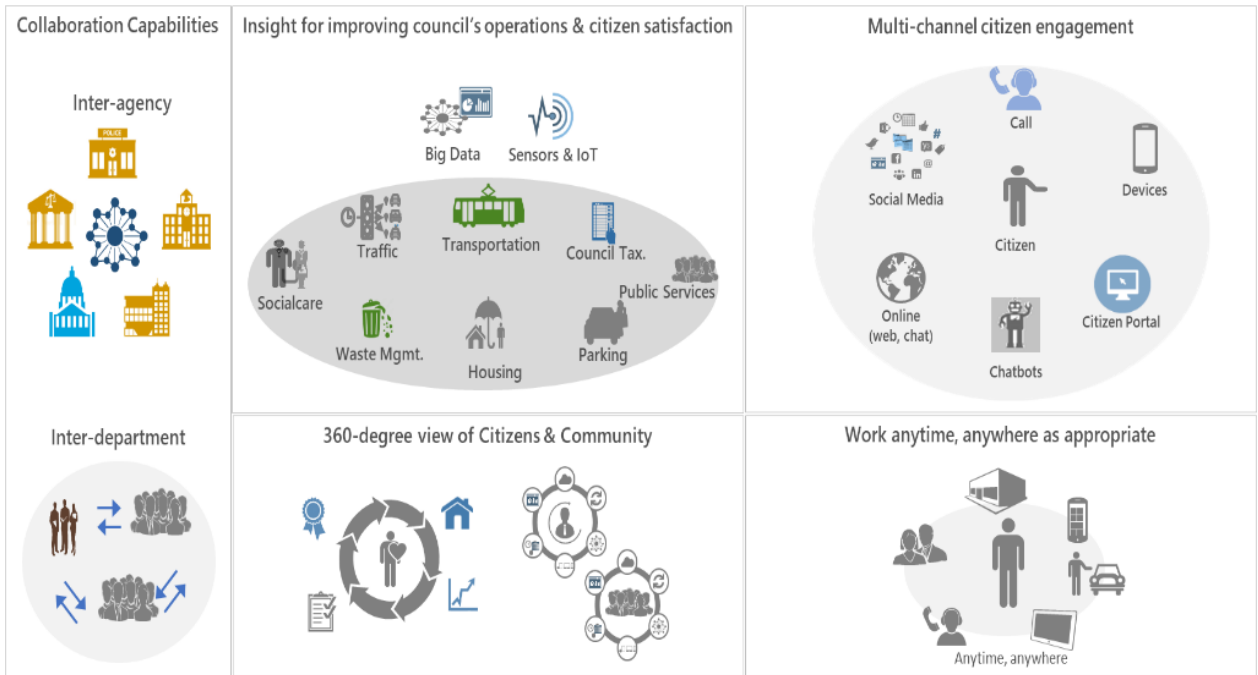 Collaboration Capabilities
Inter-agency
POLICE
Inter-department
Insight for improving council's operations & citizen satisfaction
Big Data
Sensors & IoT
Traffic
Transportation
Council Tax.
Socialcare
Public Services
Waste Mgmt.
Housing
Parking
Multi-channel citizen engagement
Call
Social Media
Devices
Citizen
Online
(web, chat)
Citizen Portal
Chatbots
360-degree view of Citizens & Community
Work anytime, anywhere as appropriate
Anytime, anywhere